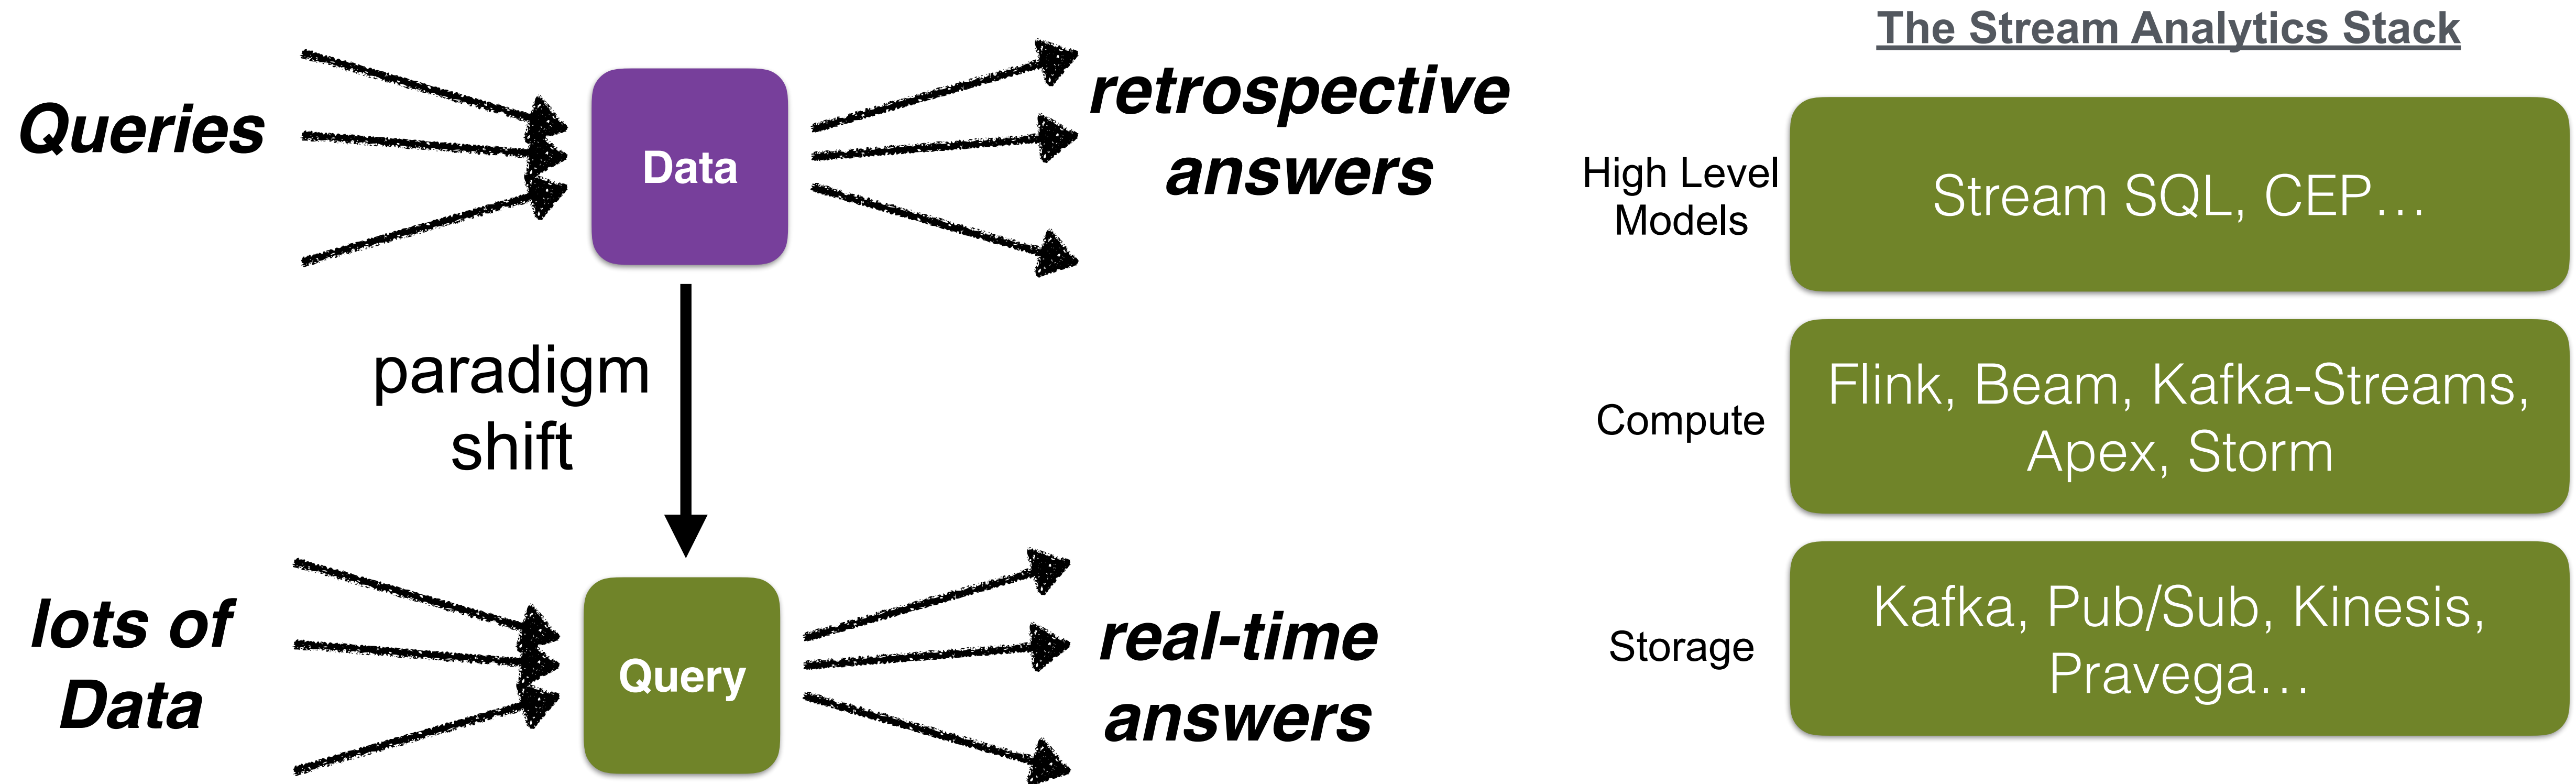 Queries
Data
retrospective
answers
paradigm
shift
lots of
Data
Query
real-time
answers
The Stream Analytics Stack
High Level
Models
Stream SQL, CEP…
Compute
Flink, Beam, Kafka-Streams,
Apex, Storm
Storage
Kafka, Pub/Sub, Kinesis,
Pravega…